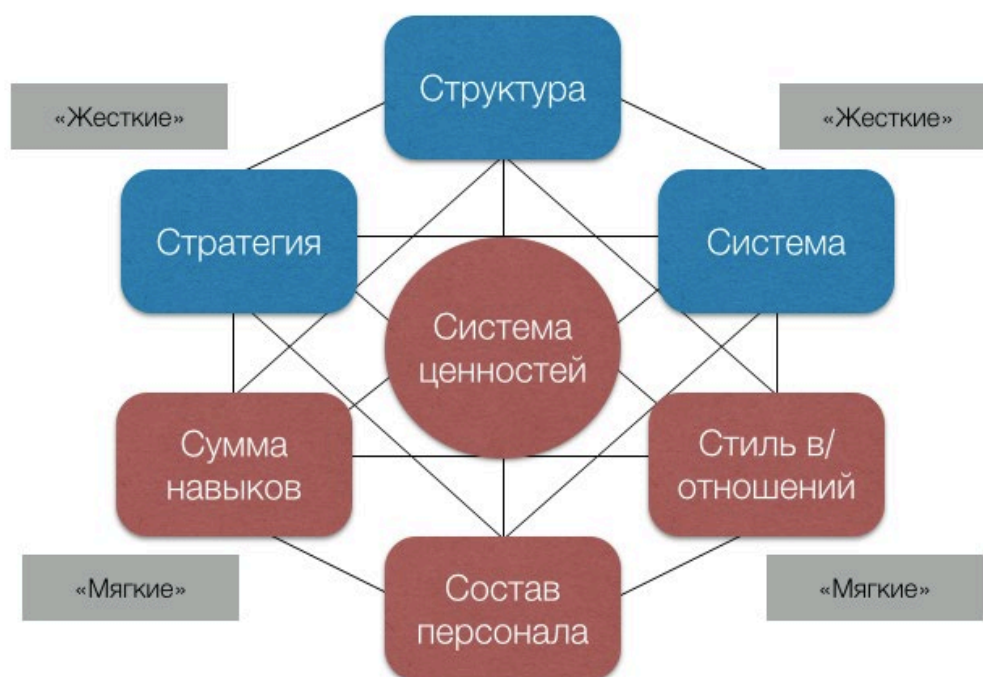 Структура
«Жесткие»
«Жесткие»
Стратегия
Система
Система
ценностей
Сумма
навыков
Стиль в/
отношений
«Мягкие»
«Мягкие»
Состав
персонала